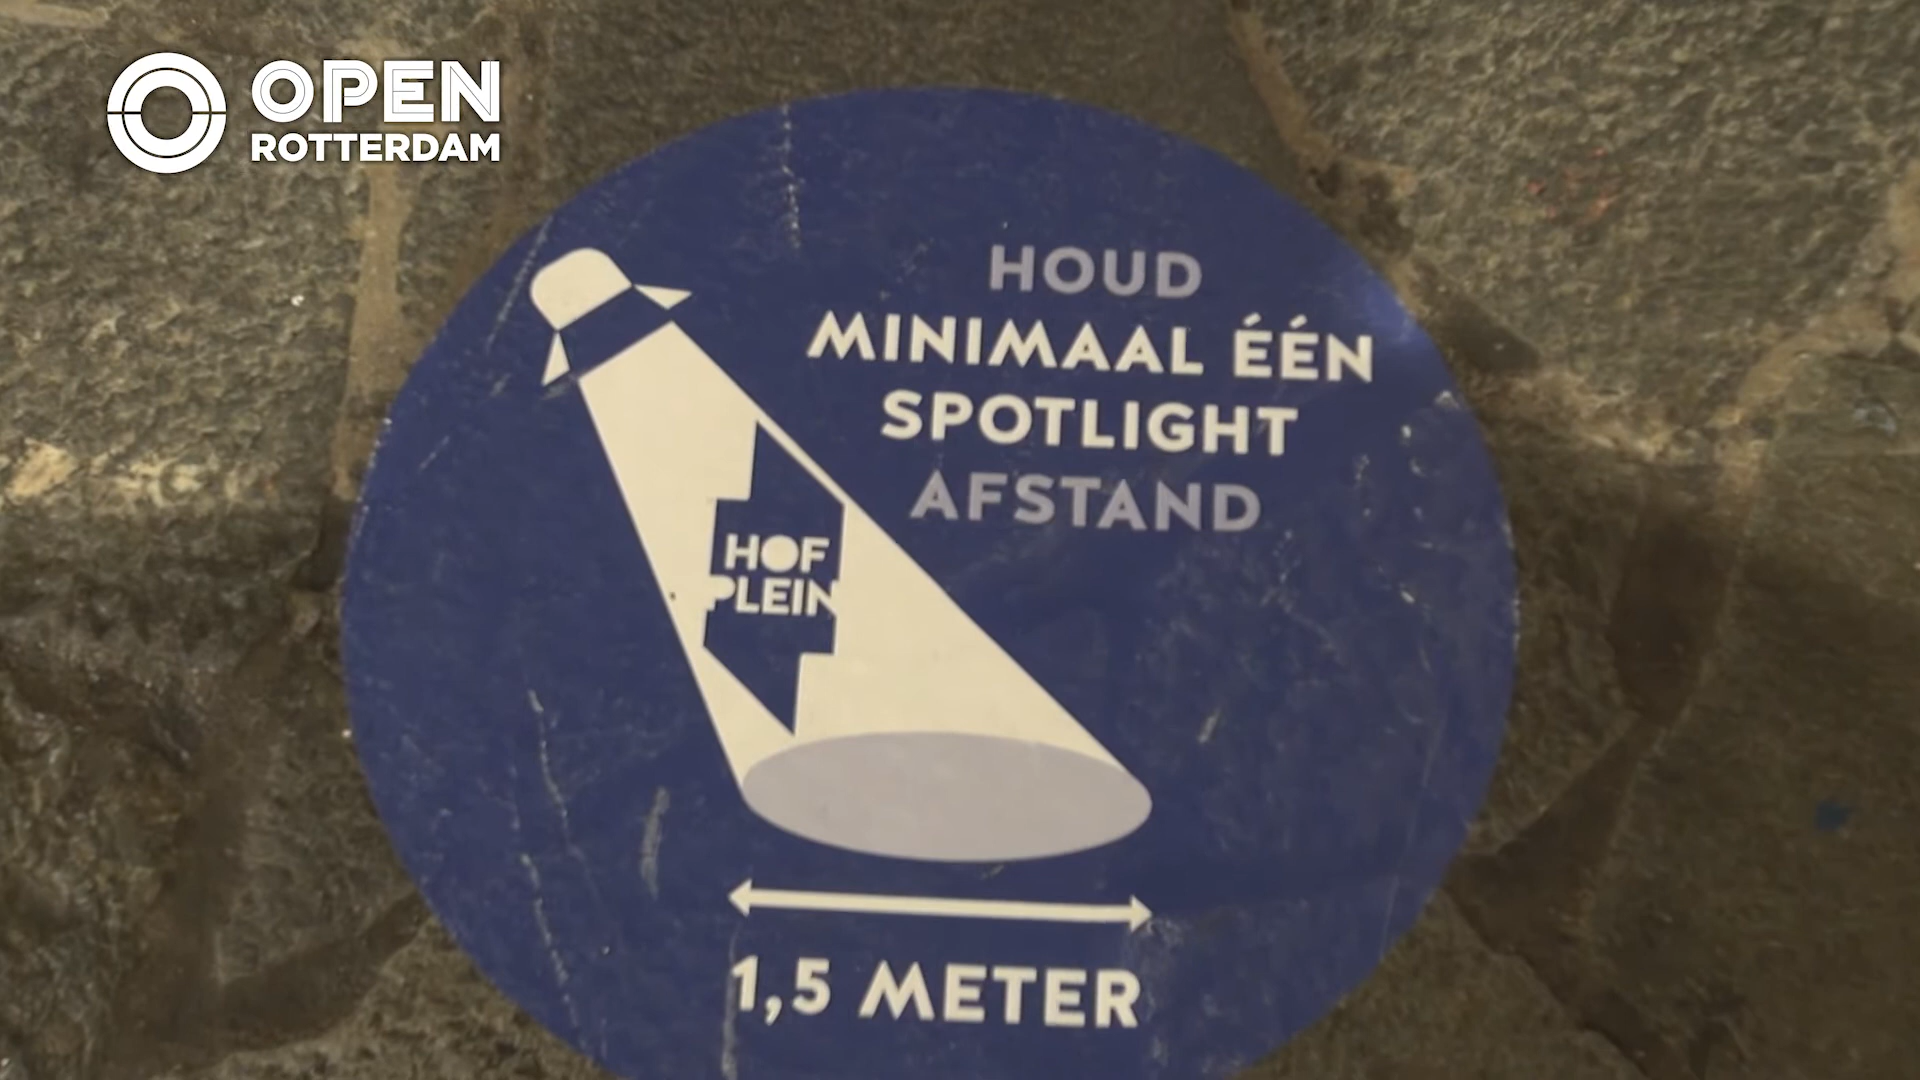 OPEN
ROTTERDAM
HOUD
MINIMAAL ÉÉN
SPOTLIGHT
AFSTAND
HOF
PLEIN
1,5 METER